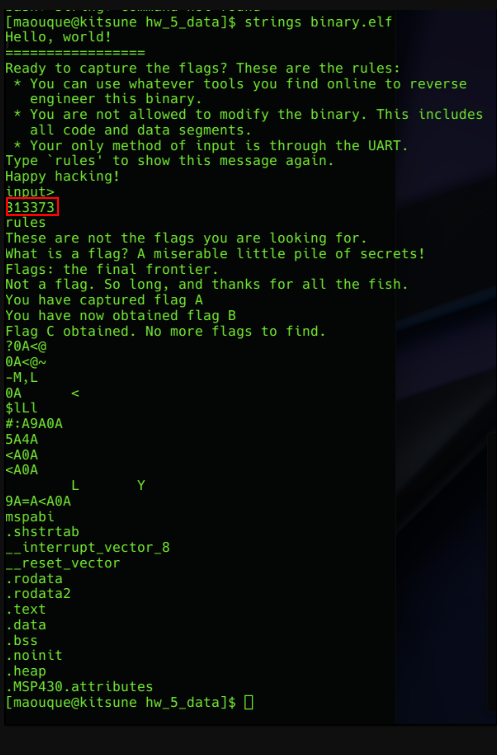 [maouque@kitsune hw_5_data]$ strings binary.elf
Hello, world!
=================
Ready to capture the flags? These are the rules:
* You can use whatever tools you find online to reverse
engineer this binary.
* You are not allowed to modify the binary. This includes
all code and data segments.
* Your only method of input is through the UART.
Type `rules' to show this message again.
Happy hacking!
input>
313373
rules
These are not the flags you are looking for.
What is a flag? A miserable little pile of secrets!
Flags: the final frontier.
Not a flag. So long, and thanks for all the fish.
You have captured flag A
You have now obtained flag B
Flag C obtained. No more flags to find.
?0A<@
0A<@~
-M,L
0A      <
$lLl
#:A9A0A
5A4A
<A0A
<A0A
L       Y
9A=A<A0A
mspabi
.shstrtab
__interrupt_vector_8
__reset_vector
.rodata
.rodata2
.text
.data
.bss
.noinit
.heap
.MSP430.attributes
[maouque@kitsune hw_5_data]$